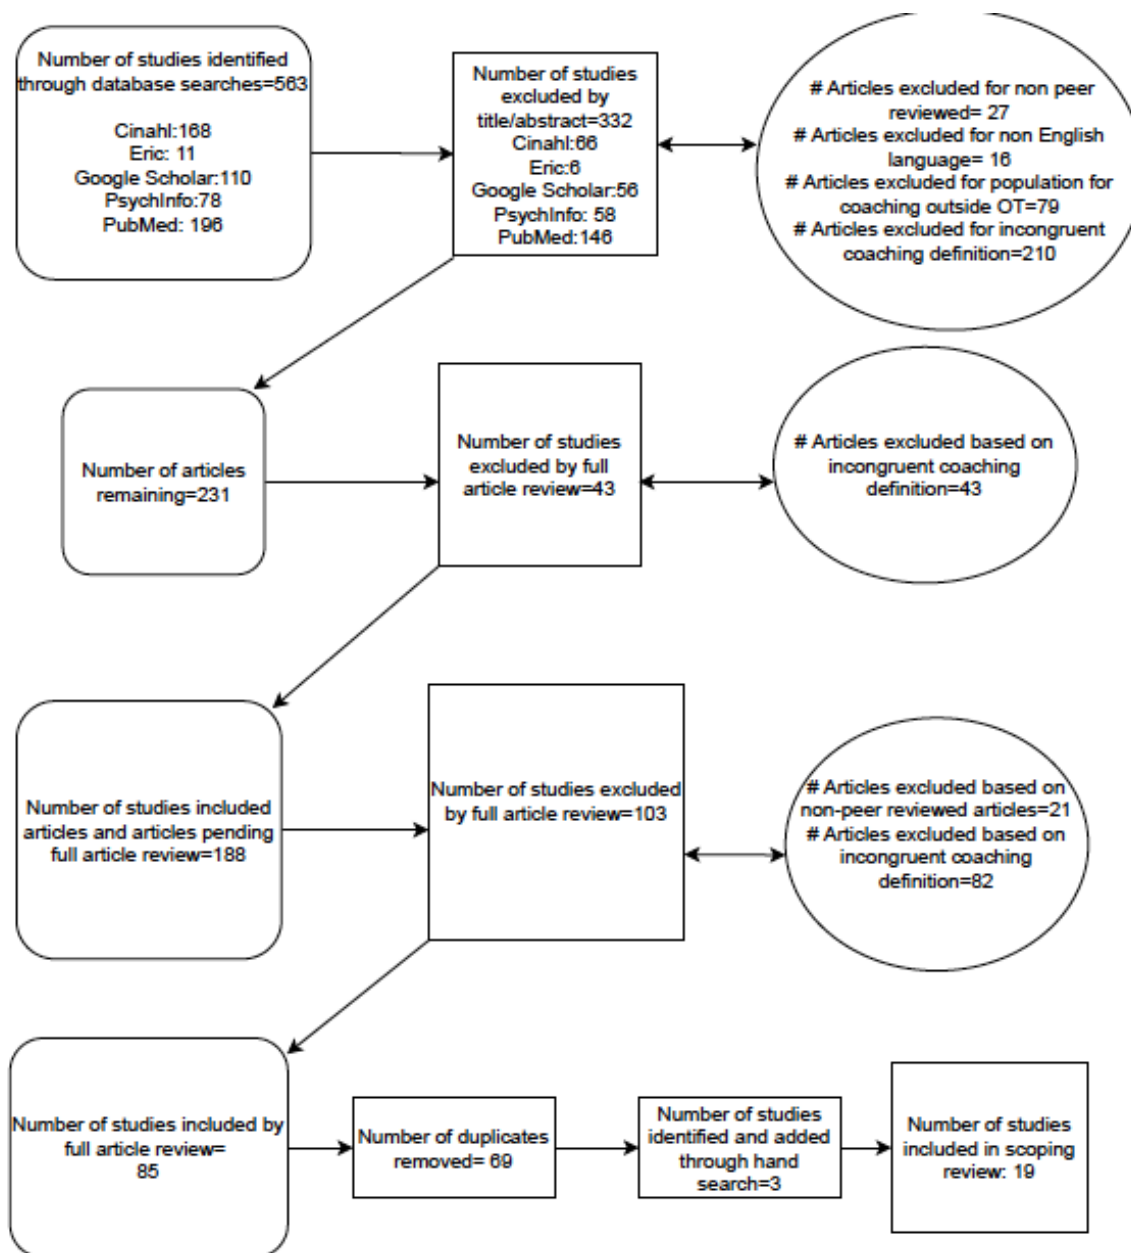 Number of studies identified
through database searches=563
Cinahl:168
Eric: 11
Google Scholar:110
PsychInfo:78
PubMed: 196
Number of studies
excluded by
title/abstract=332
Cinahl:66
Eric:6
Google Scholar:56
PsychInfo: 58
PubMed:146
# Articles excluded for non peer
reviewed= 27
# Articles excluded for non English
language= 16
# Articles excluded for population for
coaching outside OT=79
# Articles excluded for incongruent
coaching definition=210
Number of articles
remaining=231
Number of studies
excluded by full
article review=43
# Articles excluded based on
incongruent coaching
definition=43
Number of studies included
articles and articles pending
full article review=188
Number of studies excluded
by full article review=103
# Articles excluded based on
non-peer reviewed articles=21
# Articles excluded based on
incongruent coaching
definition=82
Number of studies included by
full article review=
85
Number of duplicates
removed= 69
Number of studies
identified and added
through hand
search=3
Number of studies
included in scoping
review: 19